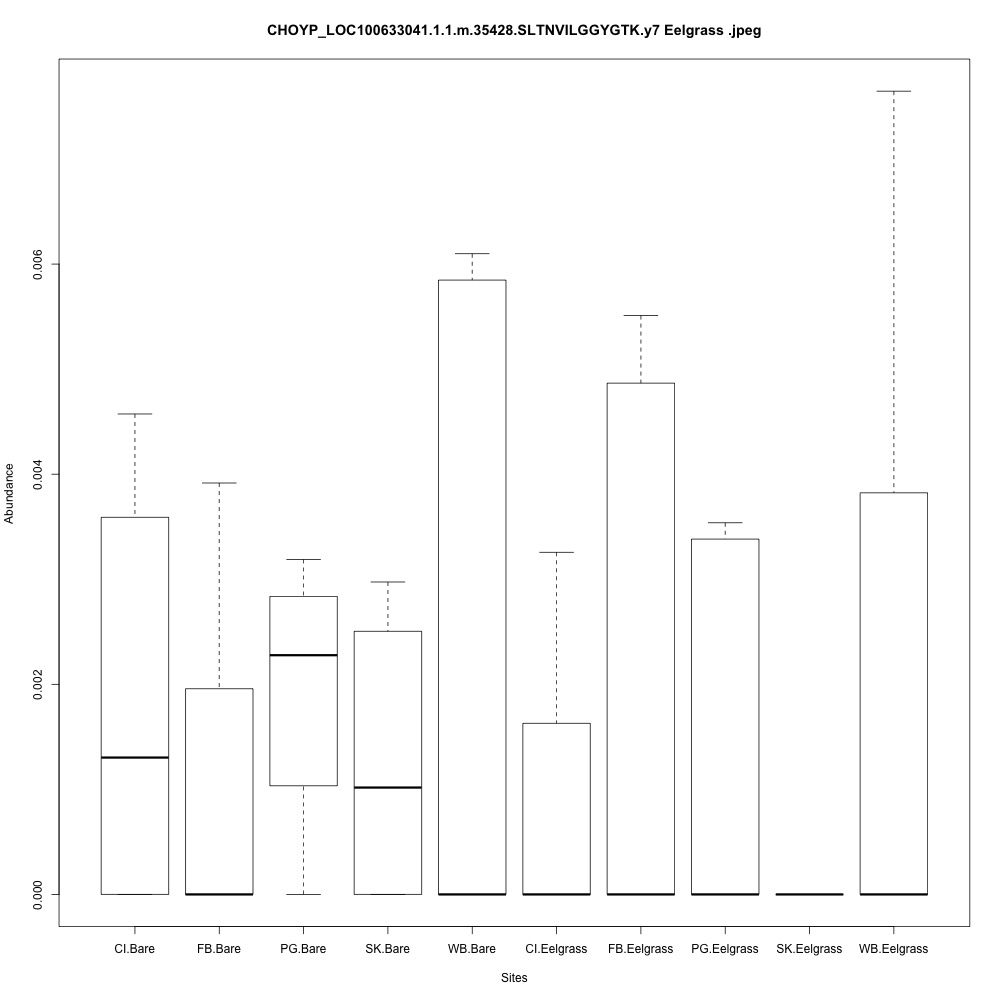 CHOYP_LOC100633041.1.1.m.35428.SLTNVILGGYGTK.y7 Eelgrass .jpeg
0.006
0.004
0.002
0.000
Abundance
CI.Bare FB.Bare PG.Bare SK.Bare WB.Bare CI.Eelgrass FB.Eelgrass PG.Eelgrass SK.Eelgrass WB.Eelgrass
Sites